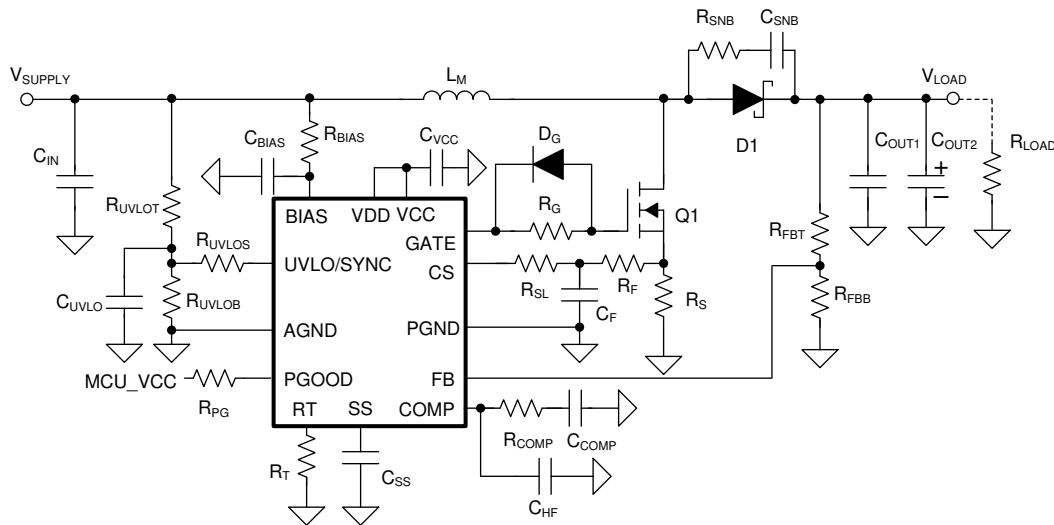 RSNB
CSNB
VSUPPLY
LM
VLOAD
D1
CIN
CBIAS
RBIAS
CVCC
DG
COUT1
COUT2
+
−
RLOAD
RUVLOT
BIAS
VDD
VCC
RG
Q1
GATE
RFBT
RUVLOS
UVLO/SYNC
CS
RSL
RF
CUVLO
RUVLOB
CF
RS
RFBB
AGND
PGND
MCU_VCC
PGOOD
FB
RPG
RT
SS
COMP
RCOMP
CCOMP
RT
CSS
CHF